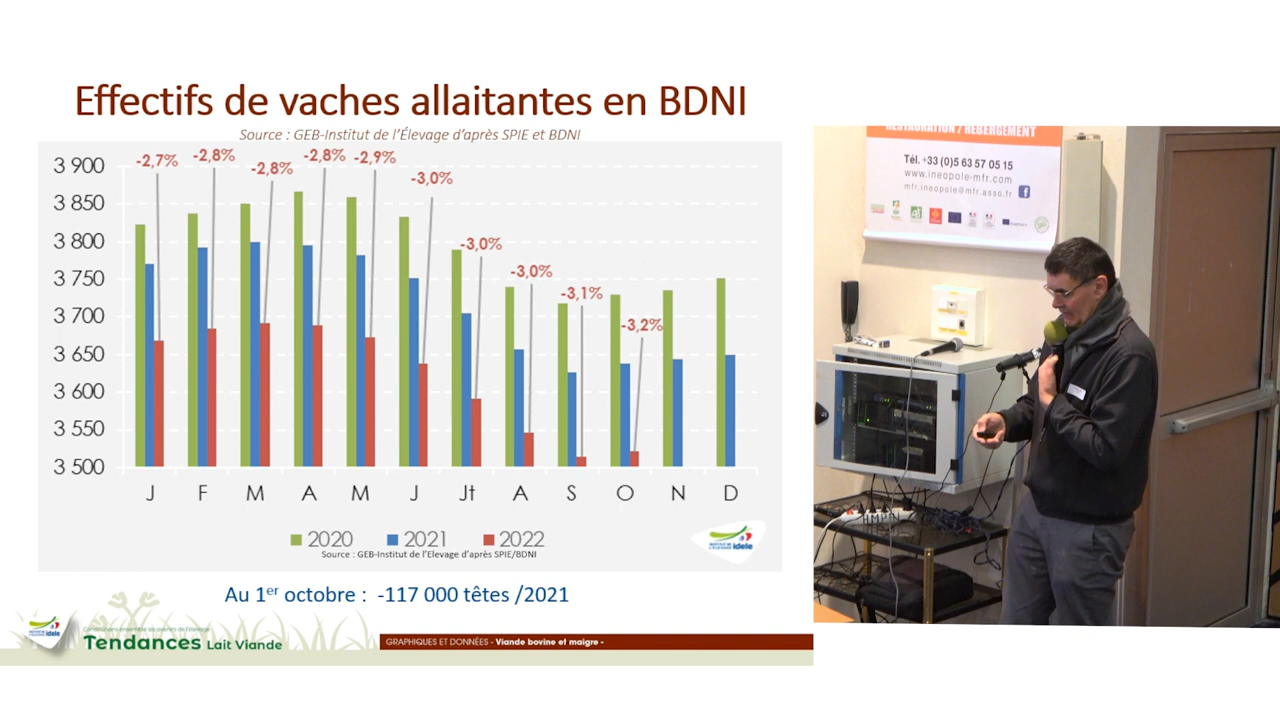 Effectifs de vaches allaitantes en BDNI
Source : GEB-Institut de l'Élevage d'après SPIE et BDNI
-2,7%
-2,8%
-2,8%
-2,8%
-2,9%
-3,0%
-3,0%
-3,0%
-3,1%
-3,2%
3 900
3 850
3 800
3 750
3 700
3 650
3 600
3 550
3 500
J F M A M J Jt A S O N D
2020 2021 2022
Source : GEB-Institut de l'Elevage d'après SPIE/BDNI
idele
Au 1er octobre : -117 000 têtes /2021
idele
Tendances Lait Viande
GRAPHIQUES ET DONNÉES - Viande bovine et maigre -
RESTAURATION / HÉBERGEMENT
Tél. +33 (0)5 63 57 05 15
www.ineopole-mfr.com
mfr.ineopole@mfr.asso.fr